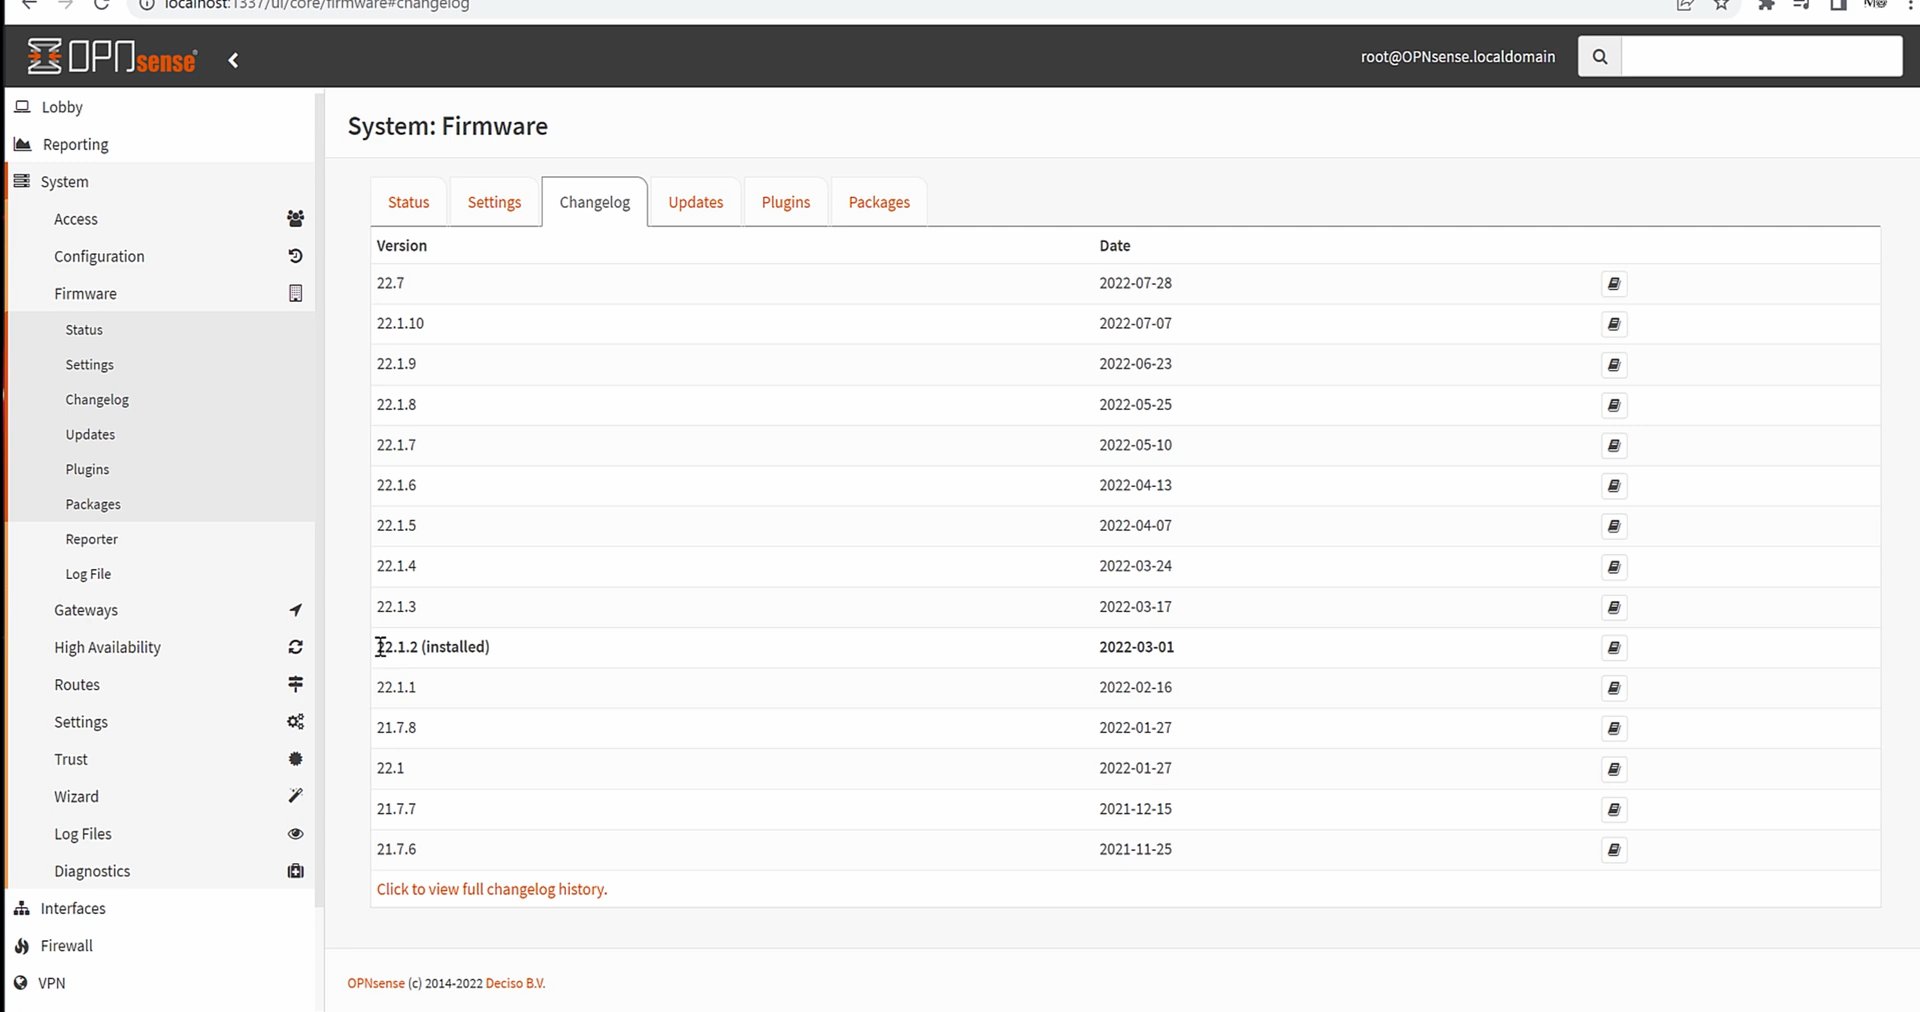 localhost:1337/ui/core/firmware#changelog
OPNsense
root@OPNsense.localdomain
Lobby
Reporting
System
Access
Configuration
Firmware
Status
Settings
Changelog
Updates
Plugins
Packages
Reporter
Log File
Gateways
High Availability
Routes
Settings
Trust
Wizard
Log Files
Diagnostics
Interfaces
Firewall
VPN
System: Firmware
Status Settings Changelog Updates Plugins Packages
Version Date
22.7 2022-07-28
22.1.10 2022-07-07
22.1.9 2022-06-23
22.1.8 2022-05-25
22.1.7 2022-05-10
22.1.6 2022-04-13
22.1.5 2022-04-07
22.1.4 2022-03-24
22.1.3 2022-03-17
22.1.2 (installed) 2022-03-01
22.1.1 2022-02-16
21.7.8 2022-01-27
22.1 2022-01-27
21.7.7 2021-12-15
21.7.6 2021-11-25
Click to view full changelog history.
OPNsense (c) 2014-2022 Deciso B.V.